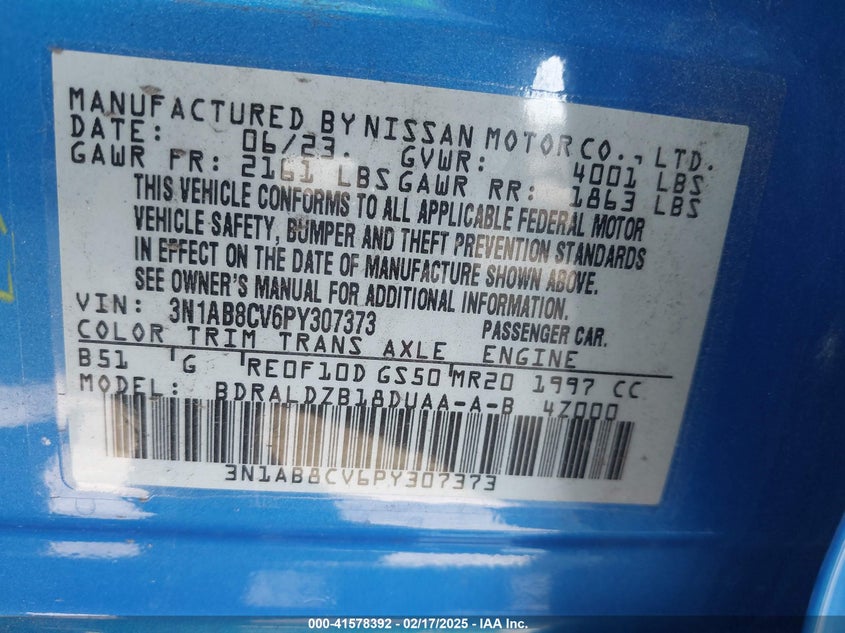 MANUFACTURED BY NISSAN MOTOR CO., LTD.
DATE: 06/23. GVWR: 4001 LBS
GAWR FR: 2161 LBS GAWR RR: 1863 LBS
THIS VEHICLE CONFORMS TO ALL APPLICABLE FEDERAL MOTOR
VEHICLE SAFETY, BUMPER AND THEFT PREVENTION STANDARDS
IN EFFECT ON THE DATE OF MANUFACTURE SHOWN ABOVE.
SEE OWNER'S MANUAL FOR ADDITIONAL INFORMATION.
VIN: 3N1AB8CV6PY307373 PASSENGER CAR.
COLOR TRIM TRANS AXLE ENGINE
B51 G RE0F10D GS50 MR20 1997 CC
MODEL: BDRALDZB18DUAA-A-B 4Z000
3N1AB8CV6PY307373
000-41578392 - 02/17/2025 - IAA Inc.